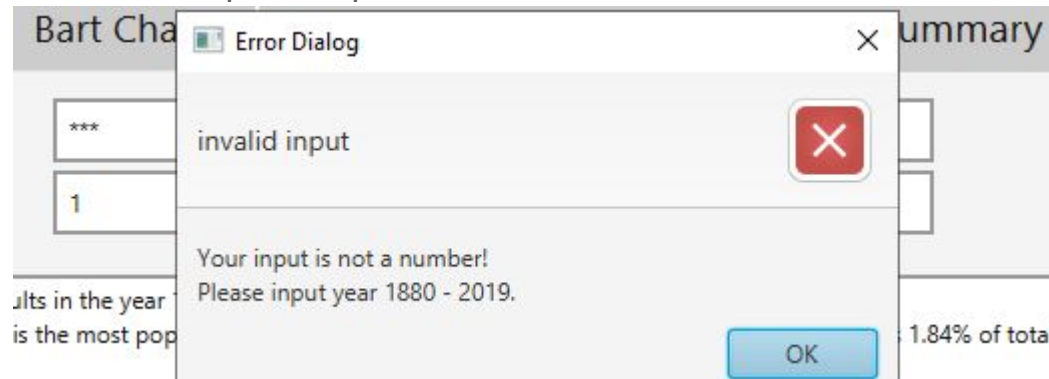 Bart Cha
Error Dialog
ummary
***
invalid input
1
Your input is not a number!
Please input year 1880 - 2019.
ults in the year
is the most pop
1.84% of tota
OK